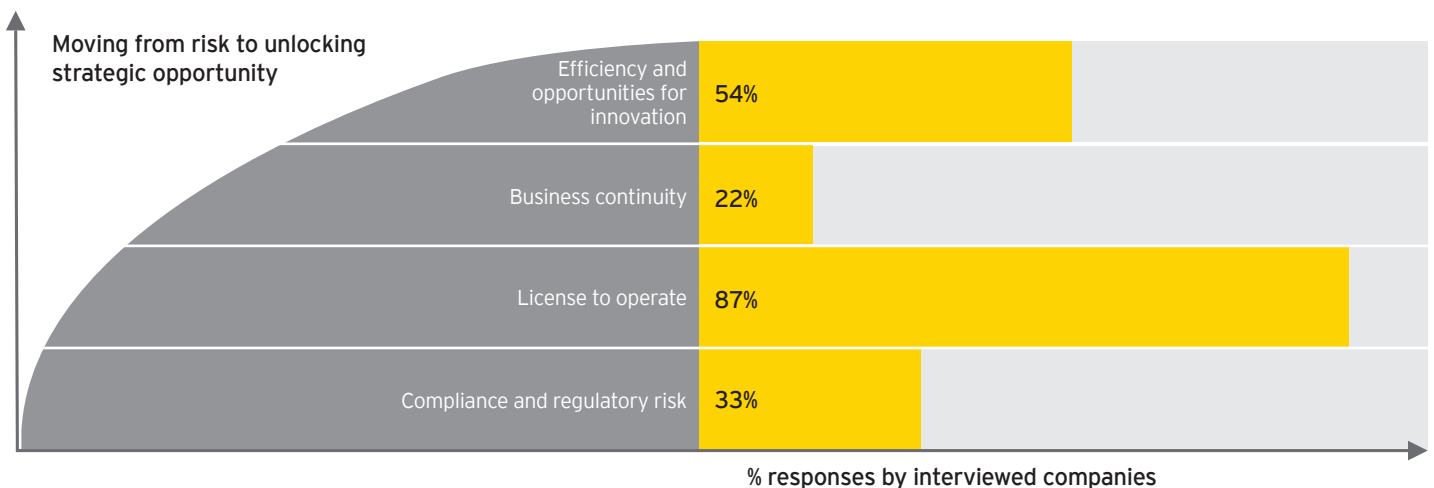 Moving from risk to unlocking
strategic opportunity
Efficiency and
opportunities for
innovation
54%
Business continuity
22%
License to operate
87%
Compliance and regulatory risk
33%
% responses by interviewed companies